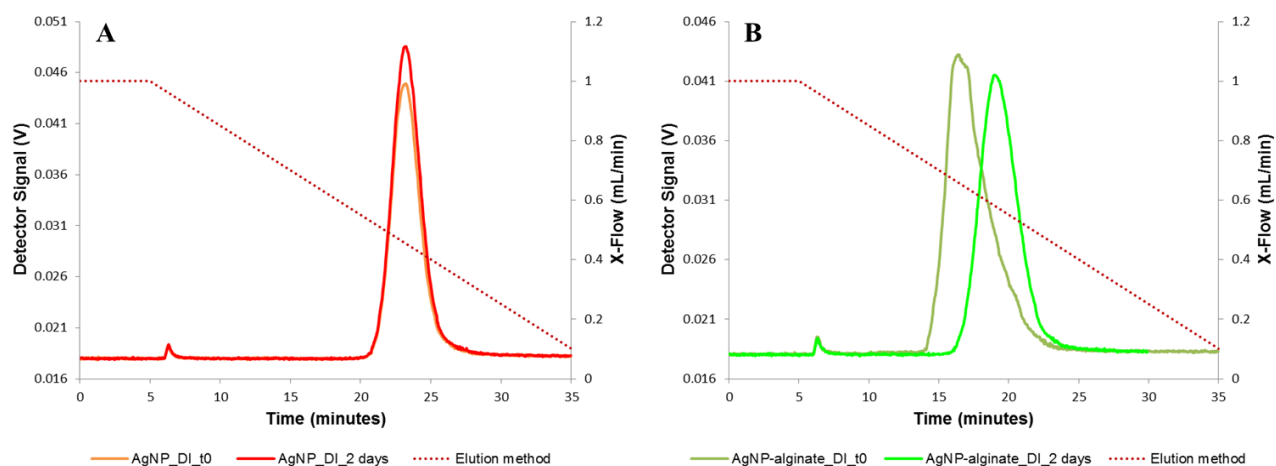 A
Detector Signal (V)
0.051
0.046
0.041
0.036
0.031
0.026
0.021
0.016
1.2
1
0.8
0.6
0.4
0.2
0
X-Flow (mL/min)
0 5 10 15 20 25 30 35
Time (minutes)
AgNP_DI_t0 AgNP_DI_2 days Elution method
B
Detector Signal (V)
0.046
0.041
0.036
0.031
0.026
0.021
0.016
1.2
1
0.8
0.6
0.4
0.2
0
X-Flow (mL/min)
0 5 10 15 20 25 30 35
Time (minutes)
AgNP-alginate_DI_t0 AgNP-alginate_DI_2 days Elution method